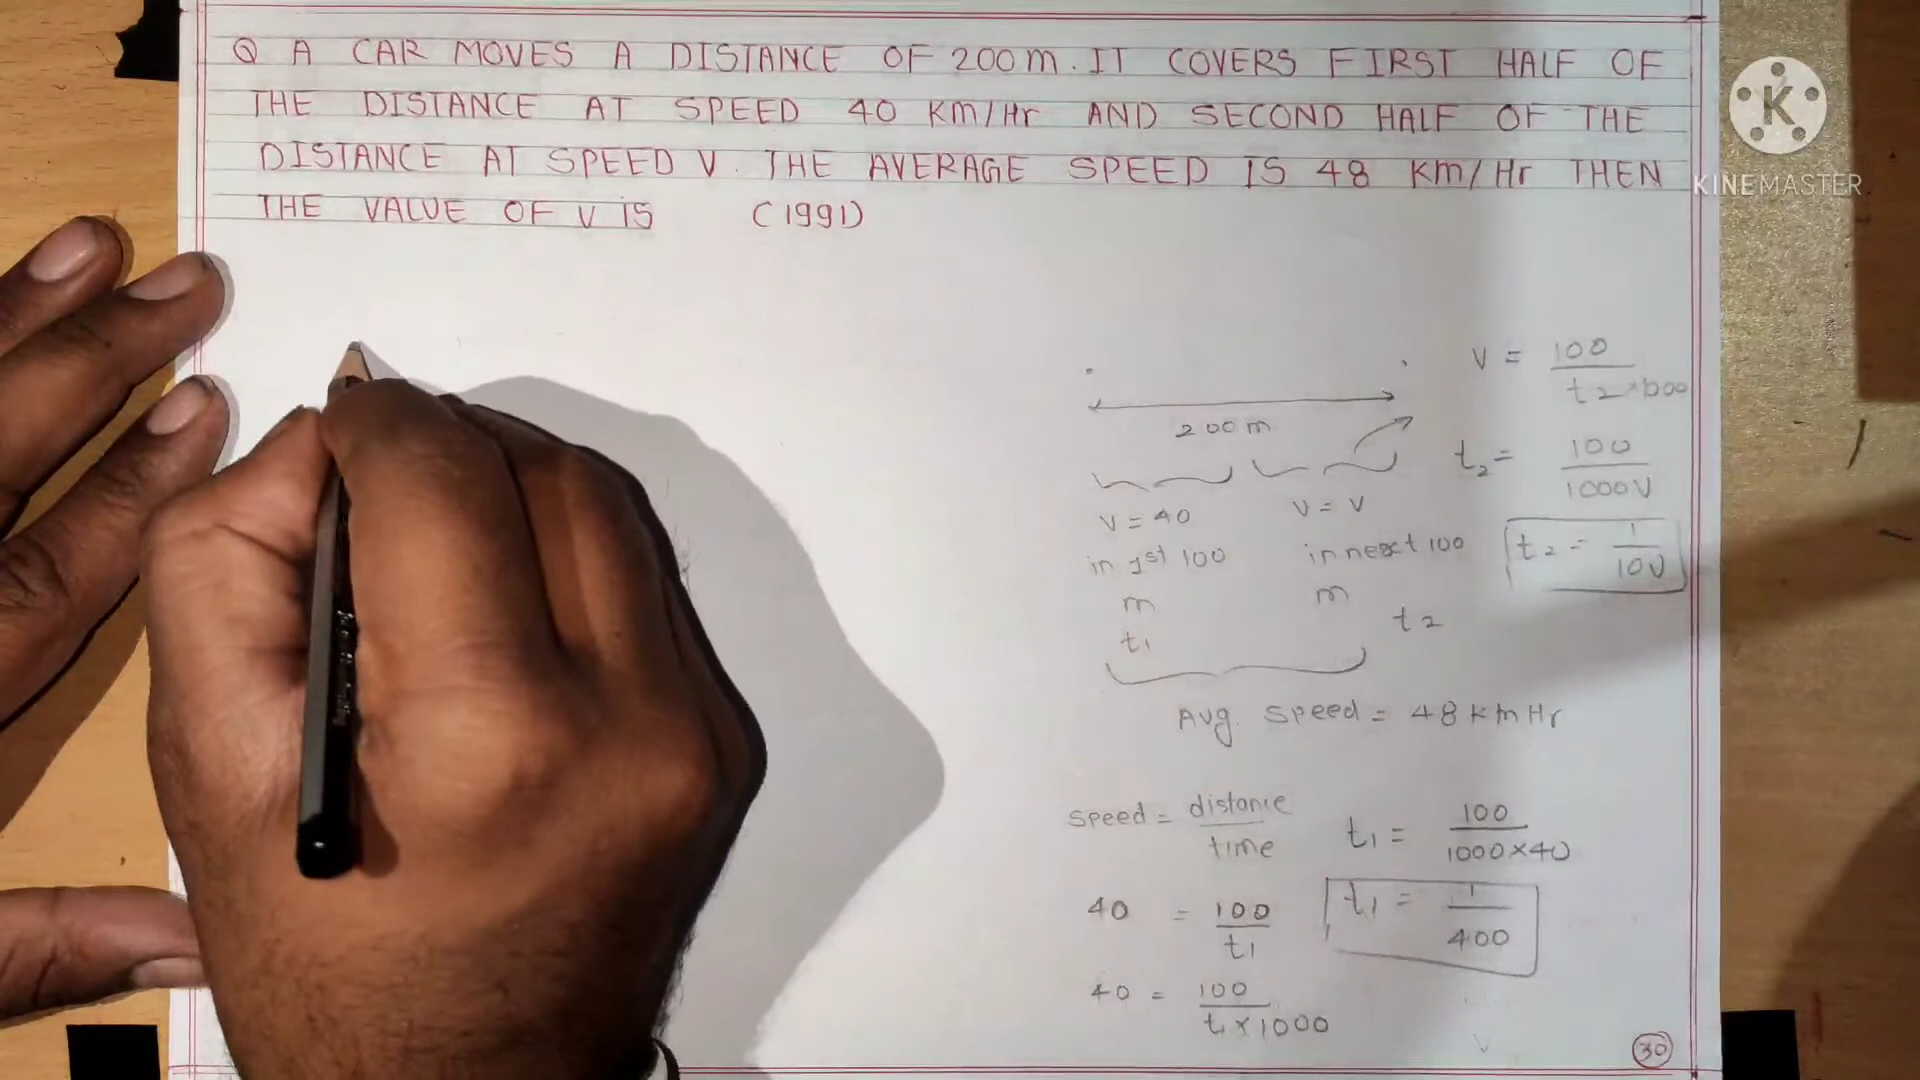 Q A CAR MOVES A DISTANCE OF 200 m. IT COVERS FIRST HALF OF
THE DISTANCE AT SPEED 40 KM/Hr AND SECOND HALF OF THE
DISTANCE AT SPEED V. THE AVERAGE SPEED IS 48 KM/Hr THEN
THE VALUE OF V IS (1991)
K
KINEMASTER
200 m
V = 40
in 1st 100
m
t1
V = V
in next 100
m
t2
Avg. speed = 48 Km Hr
V = 100
t2 × 1000
t2 = 100
1000V
t2 = 1
10V
speed = distance
time
40 = 100
t1
40 = 100
t1 × 1000
t1 = 100
1000×40
t1 = 1
400
30